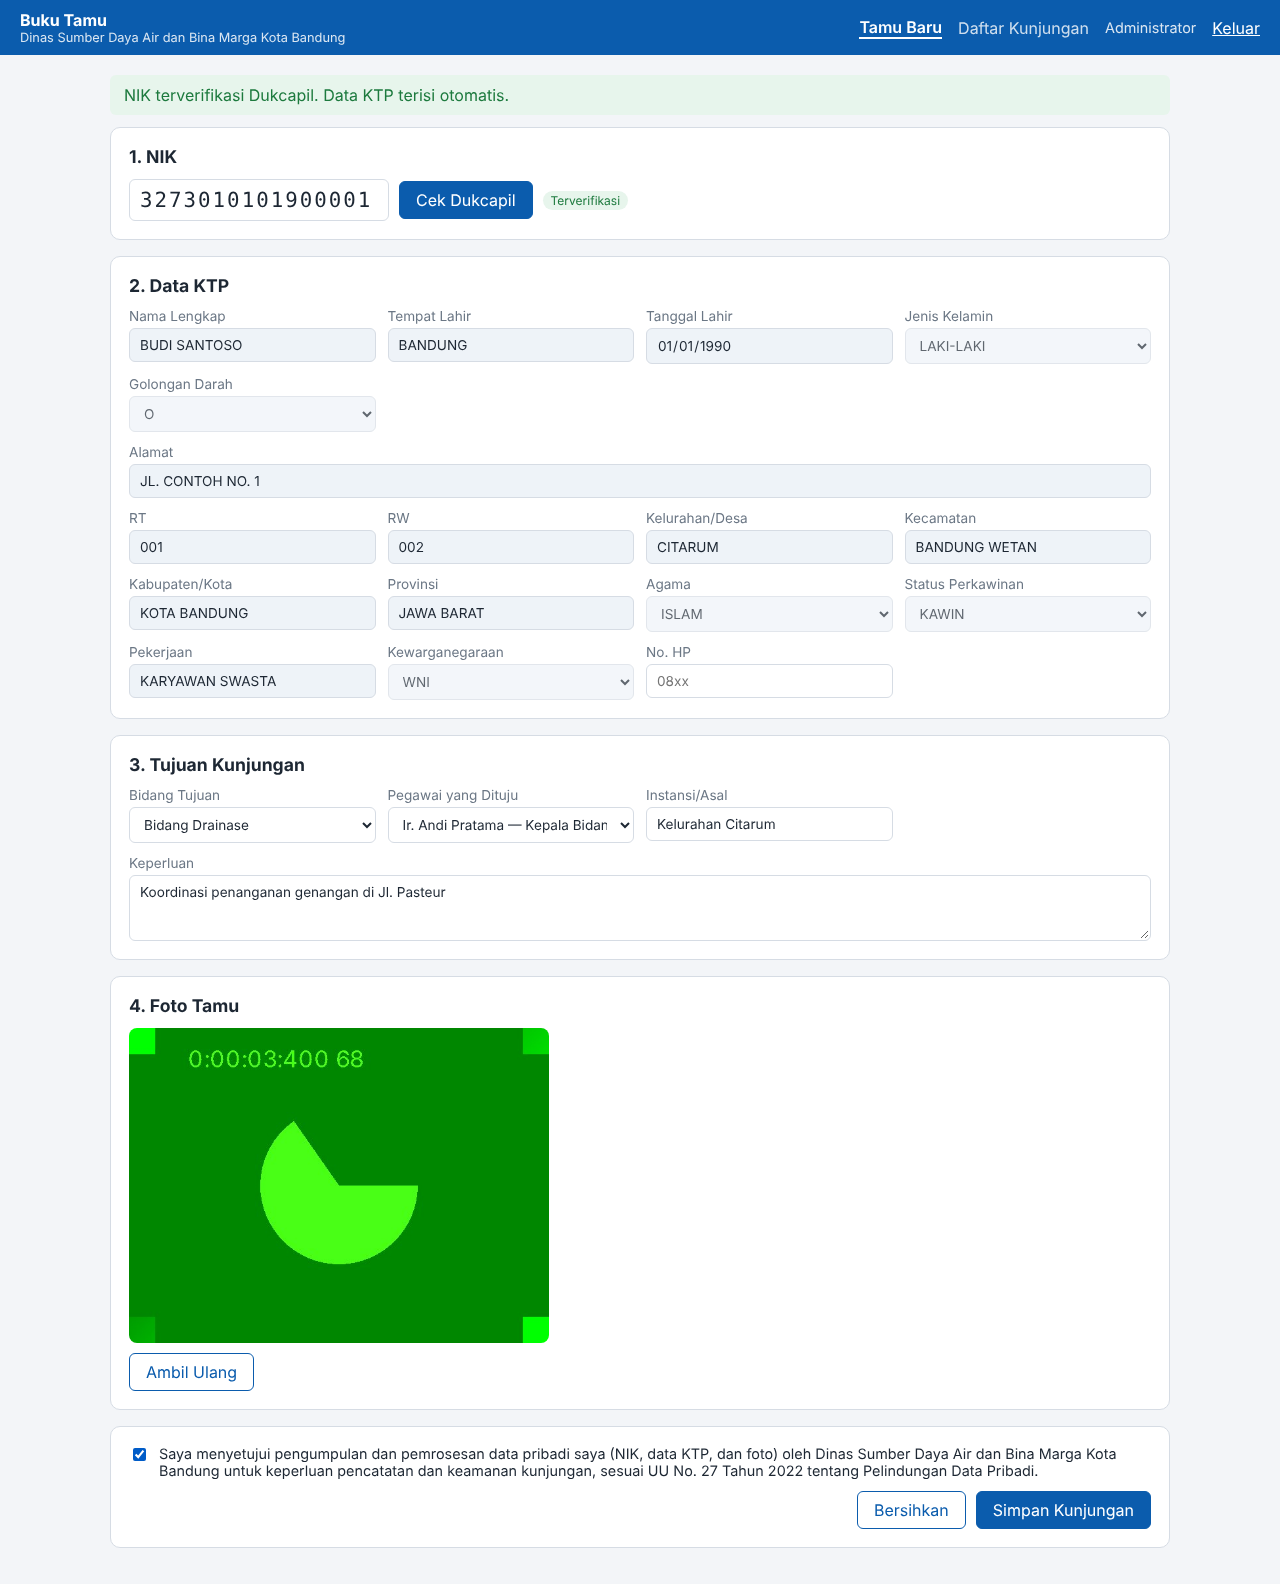 Buku Tamu
Dinas Sumber Daya Air dan Bina Marga Kota Bandung
Tamu Baru Daftar Kunjungan Administrator Keluar
NIK terverifikasi Dukcapil. Data KTP terisi otomatis.
1. NIK
3273010101900001 Cek Dukcapil Terverifikasi
2. Data KTP
Nama Lengkap Tempat Lahir Tanggal Lahir Jenis Kelamin
BUDI SANTOSO BANDUNG 01/01/1990 LAKI-LAKI
Golongan Darah
O
Alamat
JL. CONTOH NO. 1
RT RW Kelurahan/Desa Kecamatan
001 002 CITARUM BANDUNG WETAN
Kabupaten/Kota Provinsi Agama Status Perkawinan
KOTA BANDUNG JAWA BARAT ISLAM KAWIN
Pekerjaan Kewarganegaraan No. HP
KARYAWAN SWASTA WNI 08xx
3. Tujuan Kunjungan
Bidang Tujuan Pegawai yang Dituju Instansi/Asal
Bidang Drainase Ir. Andi Pratama — Kepala Bidan Kelurahan Citarum
Keperluan
Koordinasi penanganan genangan di Jl. Pasteur
4. Foto Tamu
0:00:03:400 68
Ambil Ulang
Saya menyetujui pengumpulan dan pemrosesan data pribadi saya (NIK, data KTP, dan foto) oleh Dinas Sumber Daya Air dan Bina Marga Kota
Bandung untuk keperluan pencatatan dan keamanan kunjungan, sesuai UU No. 27 Tahun 2022 tentang Pelindungan Data Pribadi.
Bersihkan Simpan Kunjungan